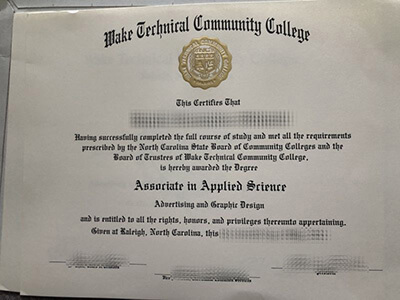 Wake Technical Community College
This Certifies That
Having successfully completed the full course of study and met all the requirements
prescribed by the North Carolina State Board of Community Colleges and the
Board of Trustees of Wake Technical Community College,
is hereby awarded the Degree
Associate in Applied Science
Advertising and Graphic Design
and is entitled to all the rights, honors, and privileges thereunto appertaining.
Given at Raleigh, North Carolina, this